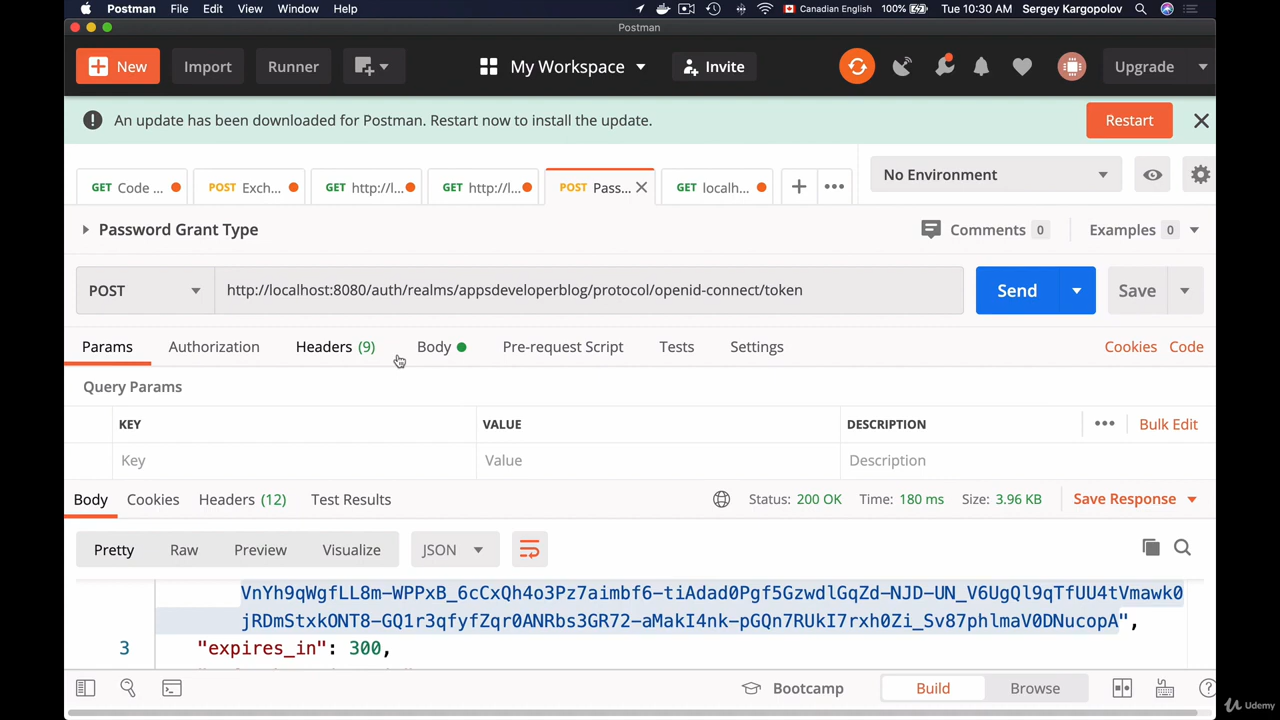 Postman File Edit View Window Help Canadian English 100% Tue 10:30 AM Sergey Kargopolov
Postman
New Import Runner My Workspace Invite Upgrade
An update has been downloaded for Postman. Restart now to install the update. Restart
GET Code ... POST Exch... GET http://l... GET http://l... POST Pass... GET localh... No Environment
Password Grant Type Comments 0 Examples 0
POST http://localhost:8080/auth/realms/appsdeveloperblog/protocol/openid-connect/token Send Save
Params Authorization Headers (9) Body Pre-request Script Tests Settings Cookies Code
Query Params
KEY VALUE DESCRIPTION Bulk Edit
Key Value Description
Body Cookies Headers (12) Test Results Status: 200 OK Time: 180 ms Size: 3.96 KB Save Response
Pretty Raw Preview Visualize JSON
VnYh9qWgfLL8m-WPPxB_6cCxQh4o3Pz7aimbf6-tiAdad0Pgf5GzwdlGqZd-NJD-UN_V6UgQl9qTfUU4tVmawk0
jRDmStxkONT8-GQ1r3qfyfZqr0ANRbs3GR72-aMakI4nk-pGQn7RUkI7rxh0Zi_Sv87phlmaV0DNucopA",
3 "expires_in": 300,
Bootcamp Build Browse
Udemy